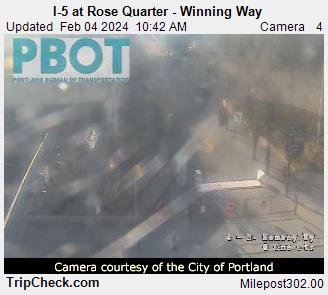 I-5 at Rose Quarter - Winning Way
Updated  Feb 04 2024  10:42 AM
Camera  4
PBOT
PORTLAND BUREAU OF TRANSPORTATION
Camera courtesy of the City of Portland
TripCheck.com
Milepost302.00